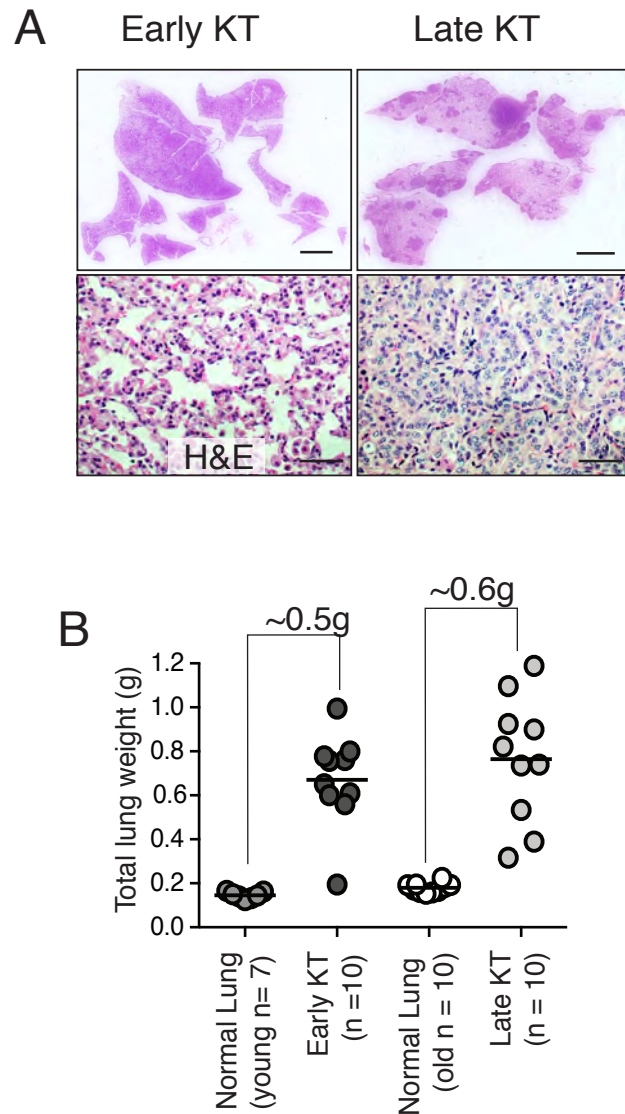 A
Early KT
Late KT
H&E
B
~0.5g
~0.6g
Total lung weight (g)
1.2
1.0
0.8
0.6
0.4
0.2
0.0
Normal Lung
(young n= 7)
Early KT
(n =10)
Normal Lung
(old n = 10)
Late KT
(n = 10)